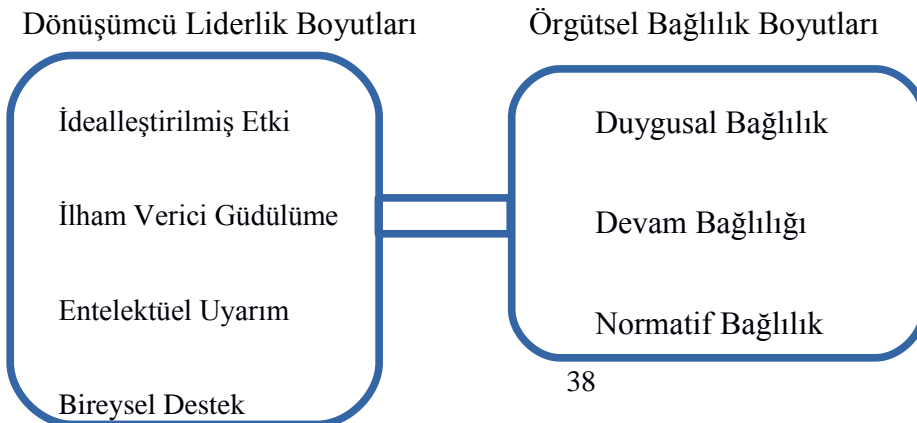 Dönüşümcü Liderlik Boyutları
İdealleştirilmiş Etki
İlham Verici Güdülüme
Entelektüel Uyarım
Bireysel Destek
Örgütsel Bağlılık Boyutları
Duygusal Bağlılık
Devam Bağlılığı
Normatif Bağlılık
38